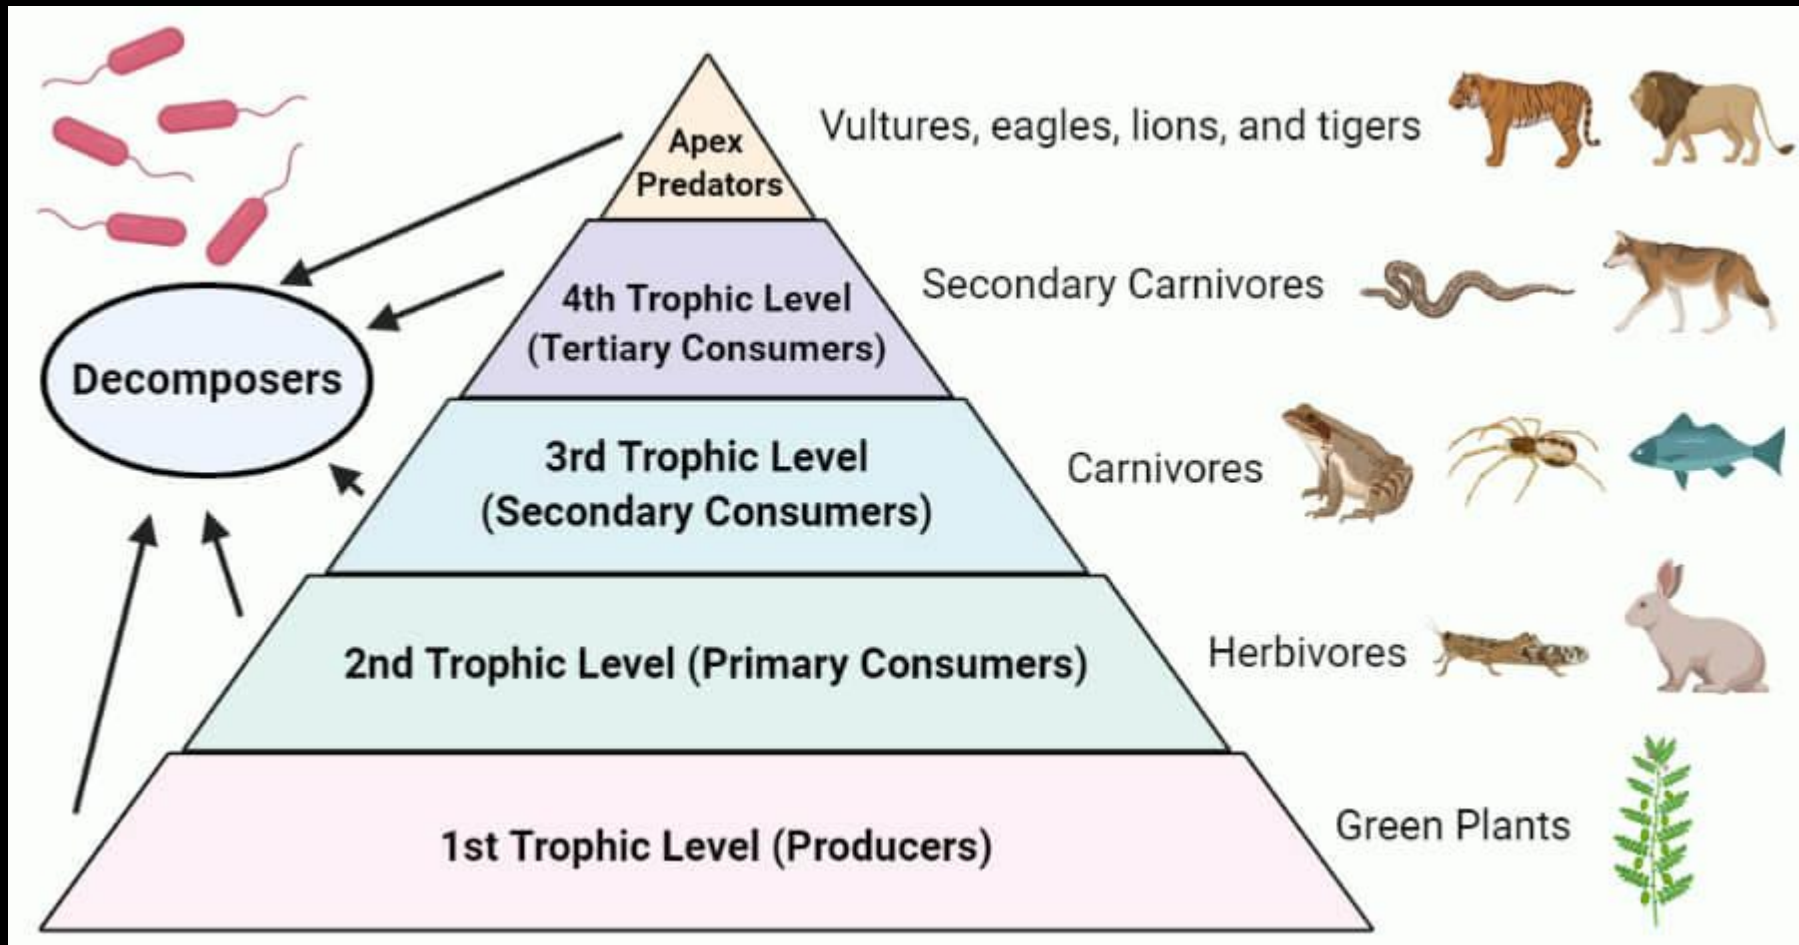 Apex
Predators
Vultures, eagles, lions, and tigers
4th Trophic Level
(Tertiary Consumers)
Secondary Carnivores
Decomposers
3rd Trophic Level
(Secondary Consumers)
Carnivores
2nd Trophic Level (Primary Consumers)
Herbivores
1st Trophic Level (Producers)
Green Plants